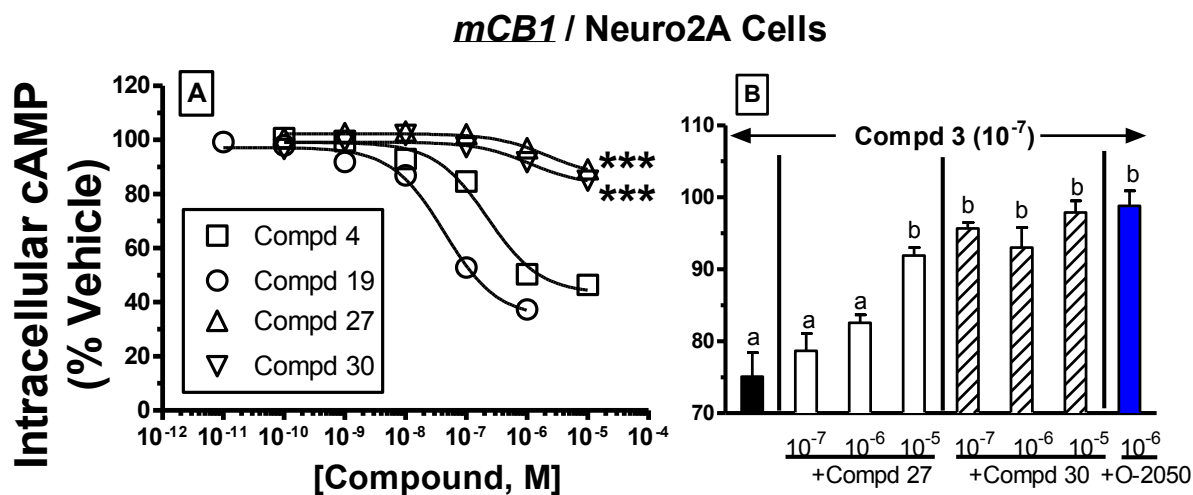 mCB1 / Neuro2A Cells
Intracellular cAMP
(% Vehicle)
A
120
100
80
60
40
20
0
***
***
Compd 4
Compd 19
Compd 27
Compd 30
10-12 10-11 10-10 10-9 10-8 10-7 10-6 10-5 10-4
[Compound, M]
B
110
100
90
80
70
Compd 3 (10-7)
a a a b b b b b
10-7 10-6 10-5 10-7 10-6 10-5 10-6
+Compd 27 +Compd 30 +O-2050